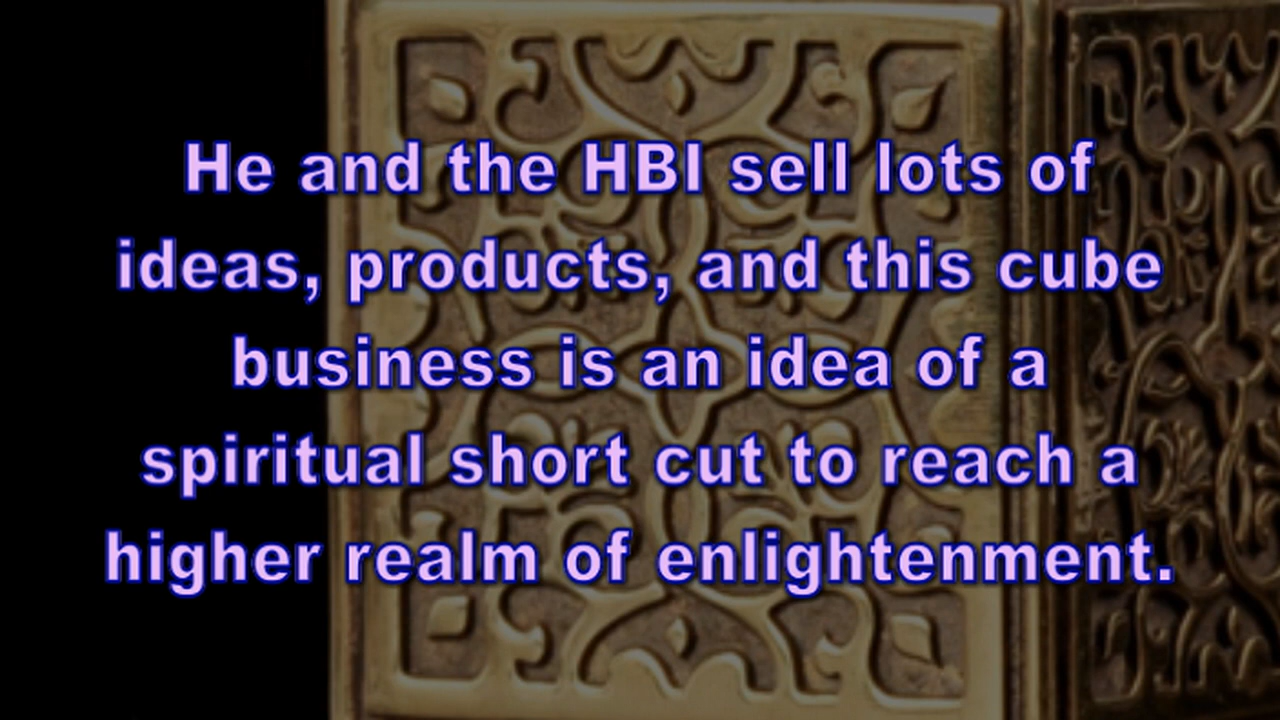 He and the HBI sell lots of
ideas, products, and this cube
business is an idea of a
spiritual short cut to reach a
higher realm of enlightenment.